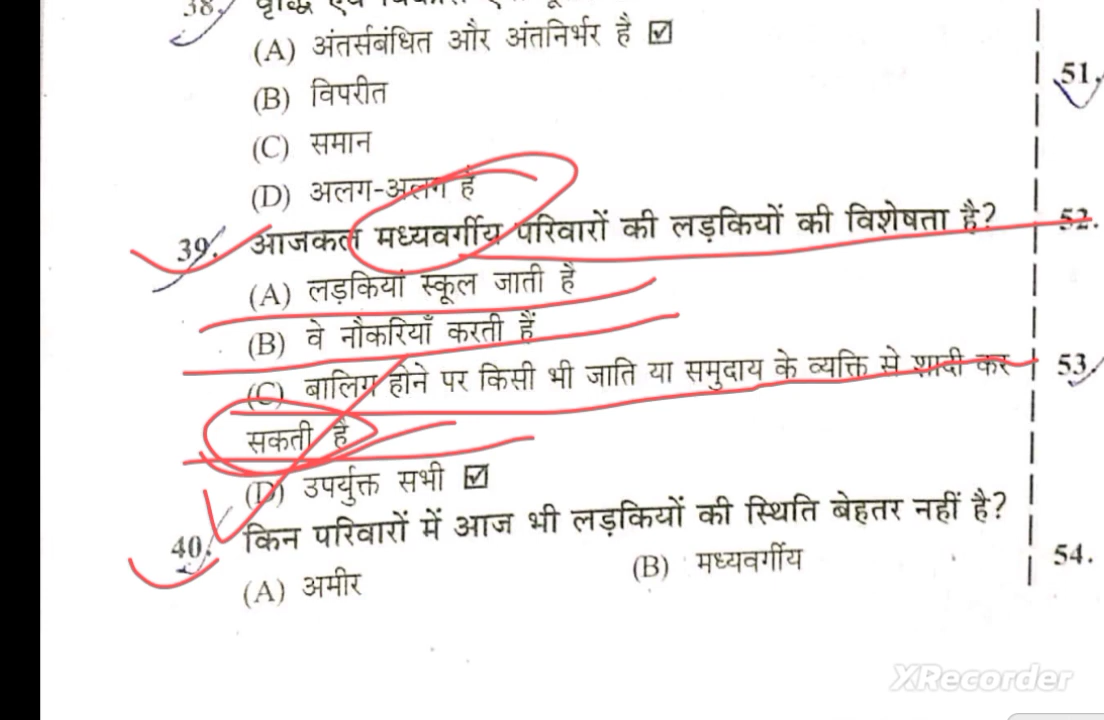 38.
(A) अंतर्संबंधित और अंतनिर्भर है ☑
(B) विपरीत
(C) समान
(D) अलग-अलग है
39. आजकल मध्यवर्गीय परिवारों की लड़कियों की विशेषता है?
(A) लड़कियां स्कूल जाती है
(B) वे नौकरियाँ करती हैं
(C) बालिग होने पर किसी भी जाति या समुदाय के व्यक्ति से शादी कर
सकती है
(D) उपर्युक्त सभी ☑
40. किन परिवारों में आज भी लड़कियों की स्थिति बेहतर नहीं है?
(A) अमीर (B) मध्यवर्गीय
51.
52.
53.
54.
XRecorder